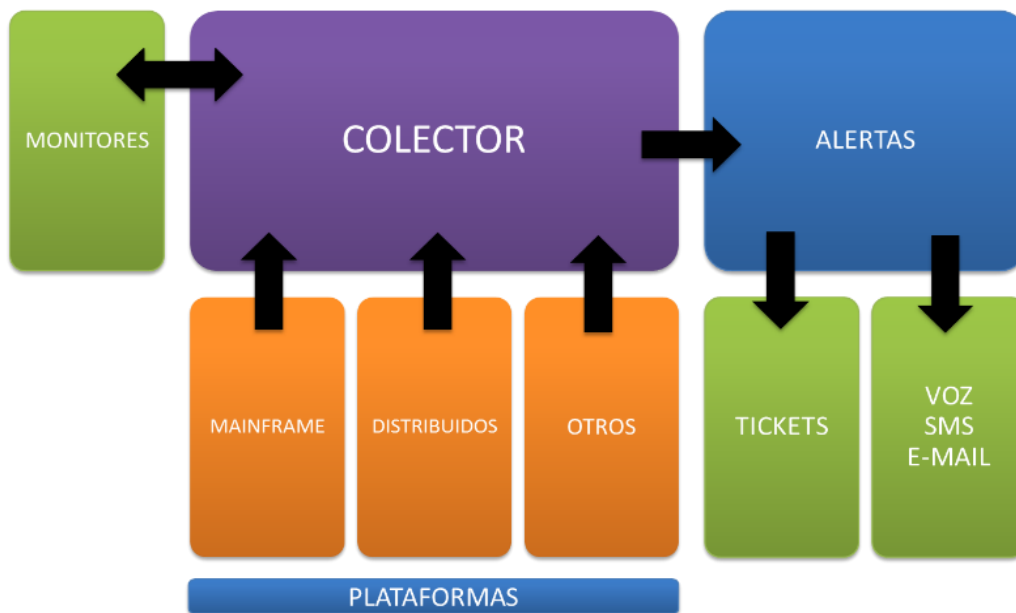 MONITORES
COLECTOR
ALERTAS
MAINFRAME
DISTRIBUIDOS
OTROS
TICKETS
VOZ
SMS
E-MAIL
PLATAFORMAS